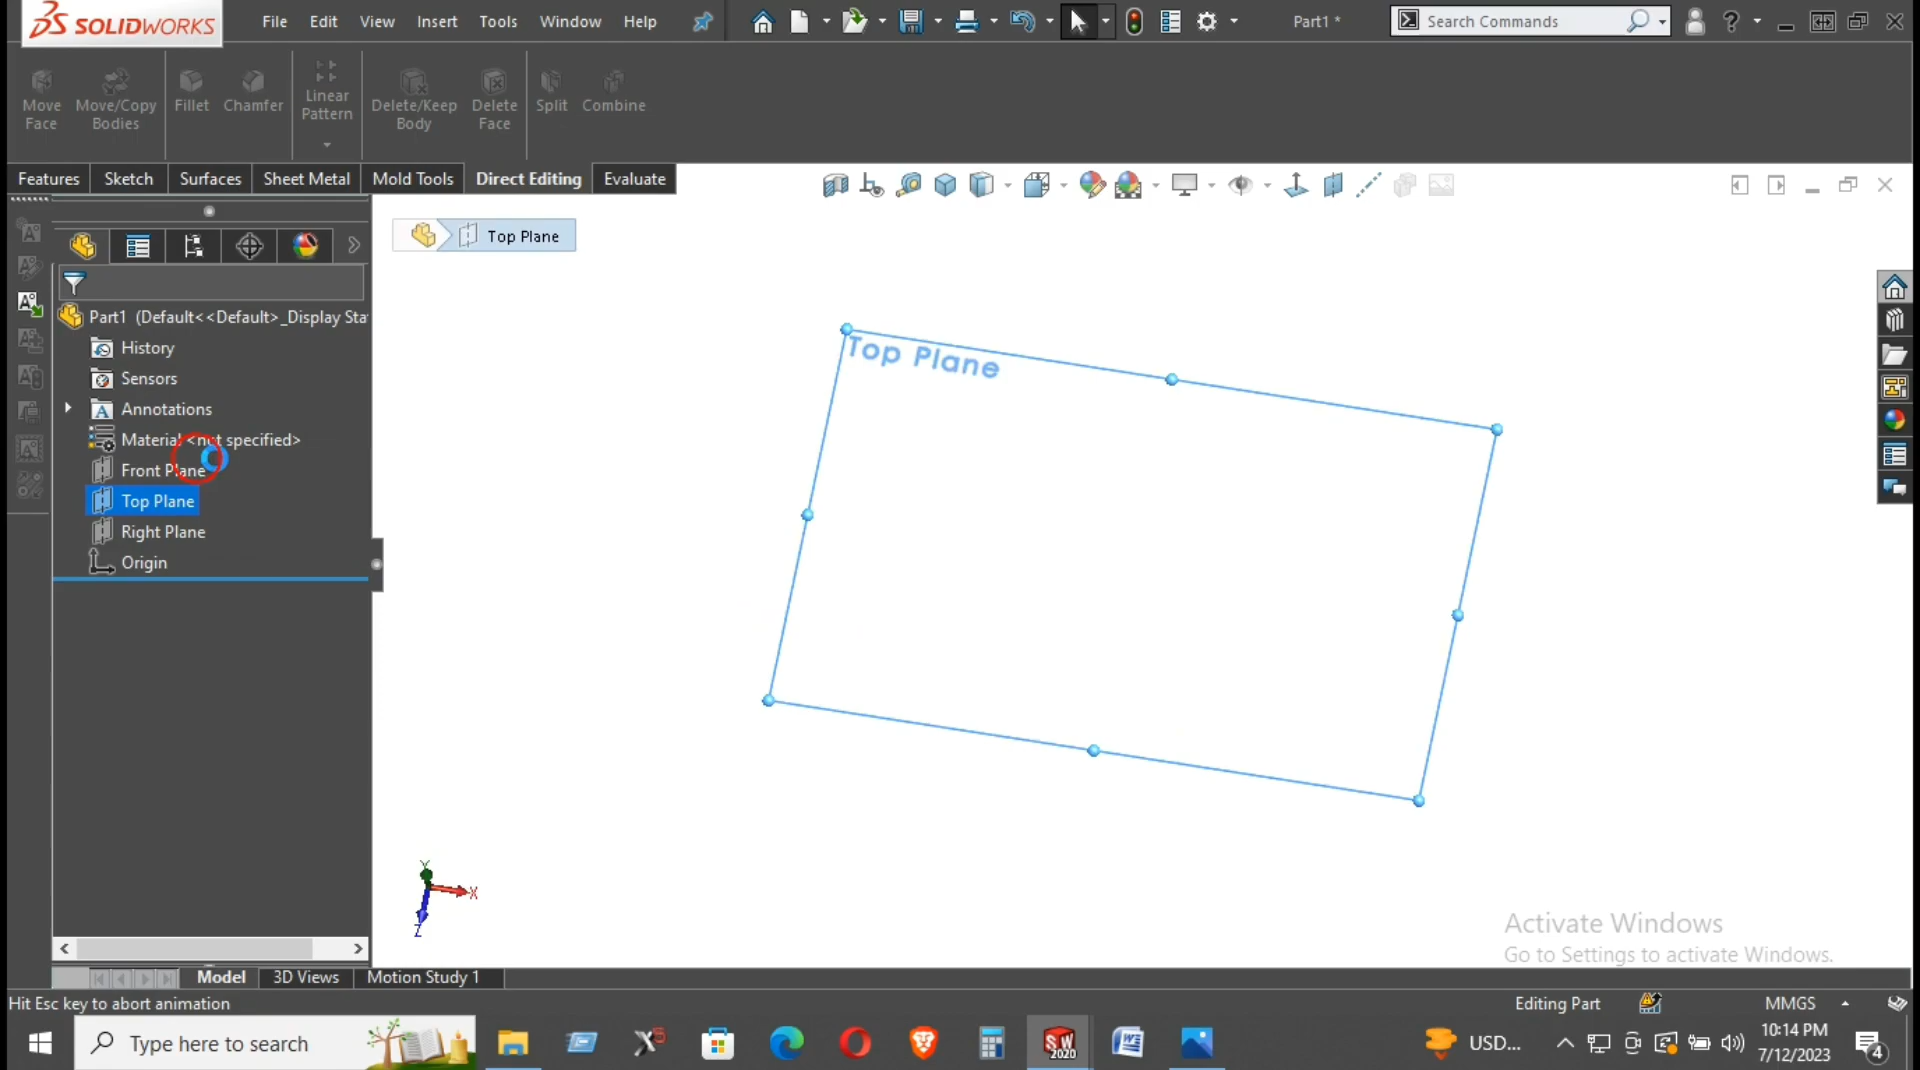 SOLIDWORKS File Edit View Insert Tools Window Help Part1 * Search Commands
Move Face Move/Copy Bodies Fillet Chamfer Linear Pattern Delete/Keep Body Delete Face Split Combine
Features Sketch Surfaces Sheet Metal Mold Tools Direct Editing Evaluate
Top Plane
Part1 (Default<<Default>_Display Sta
History
Top Plane
Sensors
Annotations
Material <not specified>
Front Plane
Top Plane
Right Plane
Origin
Y
X
Z
Activate Windows
Go to Settings to activate Windows.
Model 3D Views Motion Study 1
Hit Esc key to abort animation Editing Part MMGS
Type here to search SW 2020 USD... 10:14 PM
7/12/2023 4